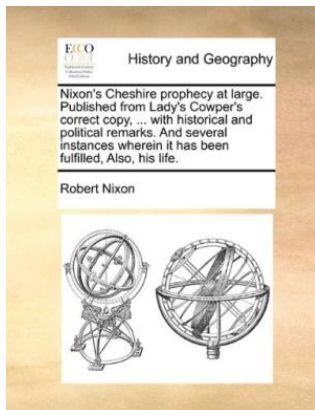 ECCO
History and Geography
Nixon's Cheshire prophecy at large.
Published from Lady's Cowper's
correct copy, ... with historical and
political remarks. And several
instances wherein it has been
fulfilled, Also, his life.
Robert Nixon